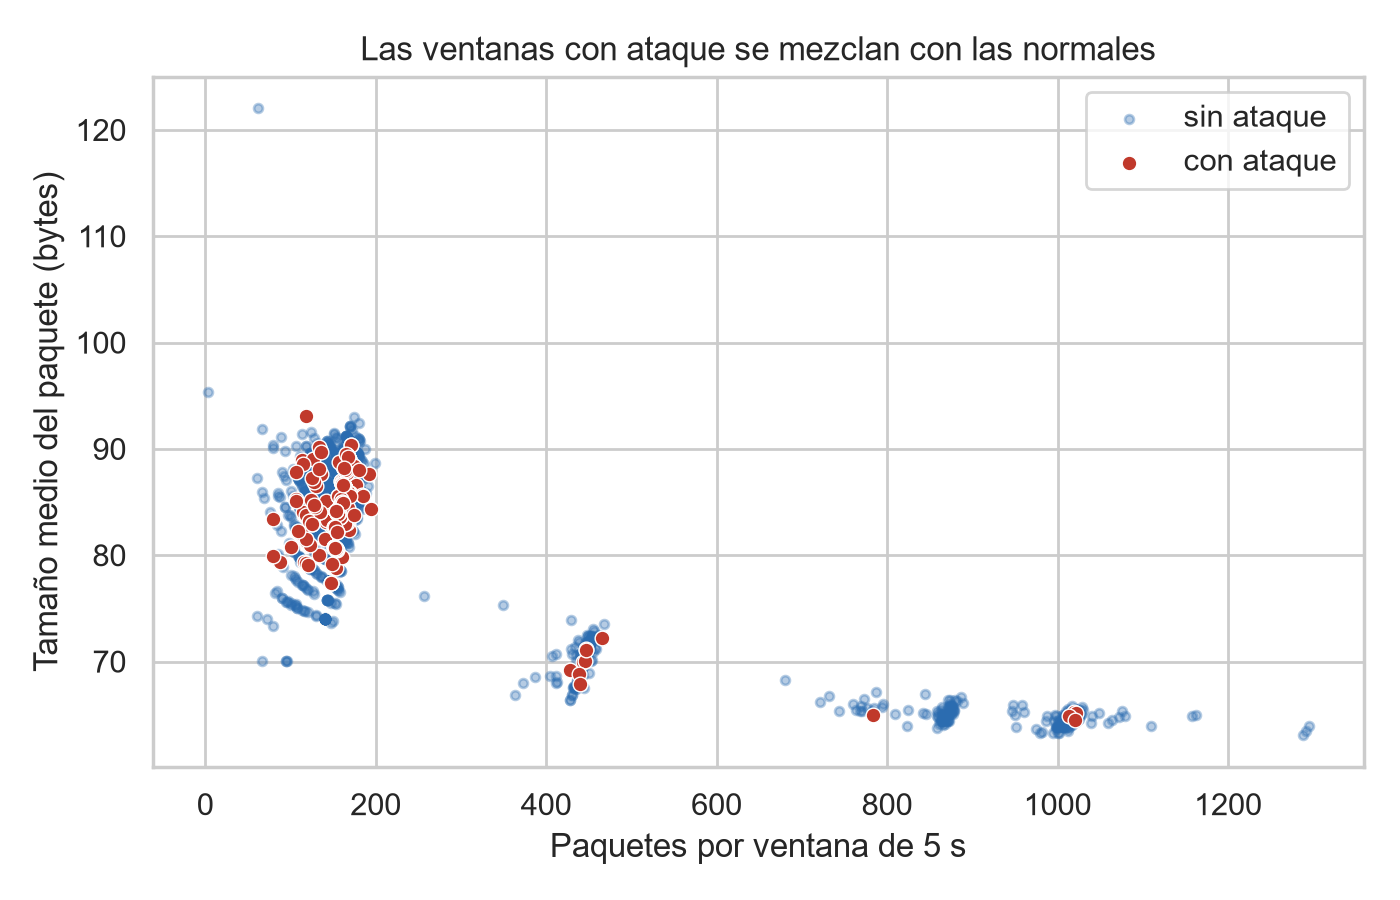 Las ventanas con ataque se mezclan con las normales
sin ataque
con ataque
120
110
100
90
80
70
Tamaño medio del paquete (bytes)
0 200 400 600 800 1000 1200
Paquetes por ventana de 5 s